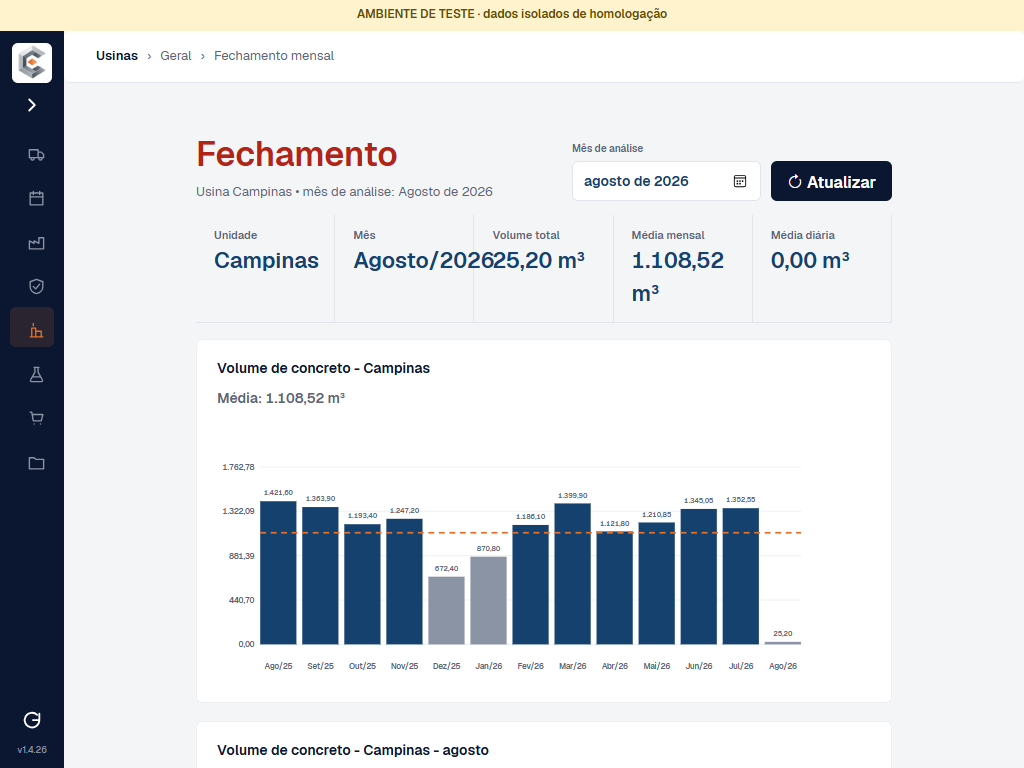 AMBIENTE DE TESTE · dados isolados de homologação
Usinas › Geral › Fechamento mensal
Fechamento
Usina Campinas • mês de análise: Agosto de 2026
Mês de análise
agosto de 2026
Atualizar
Unidade
Campinas
Mês
Agosto/2026
Volume total
25,20 m³
Média mensal
1.108,52
m³
Média diária
0,00 m³
Volume de concreto - Campinas
Média: 1.108,52 m³
1.762,78
1.322,09
881,39
440,70
0,00
1.421,60
1.363,90
1.193,40
1.247,20
672,40
870,80
1.186,10
1.399,90
1.121,80
1.210,85
1.345,05
1.352,55
25,20
Ago/25 Set/25 Out/25 Nov/25 Dez/25 Jan/26 Fev/26 Mar/26 Abr/26 Mai/26 Jun/26 Jul/26 Ago/26
Volume de concreto - Campinas - agosto
v1.4.26